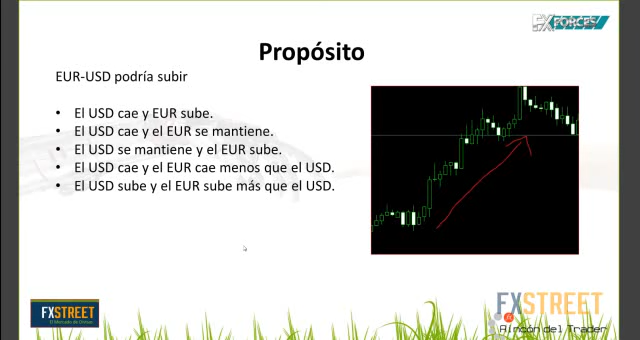 FXFORCES
Propósito
EUR-USD podría subir
• El USD cae y EUR sube.
• El USD cae y el EUR se mantiene.
• El USD se mantiene y el EUR sube.
• El USD cae y el EUR cae menos que el USD.
• El USD sube y el EUR sube más que el USD.
FXSTREET
El Mercado de Divisas
FXSTREET
Rincón del Trader